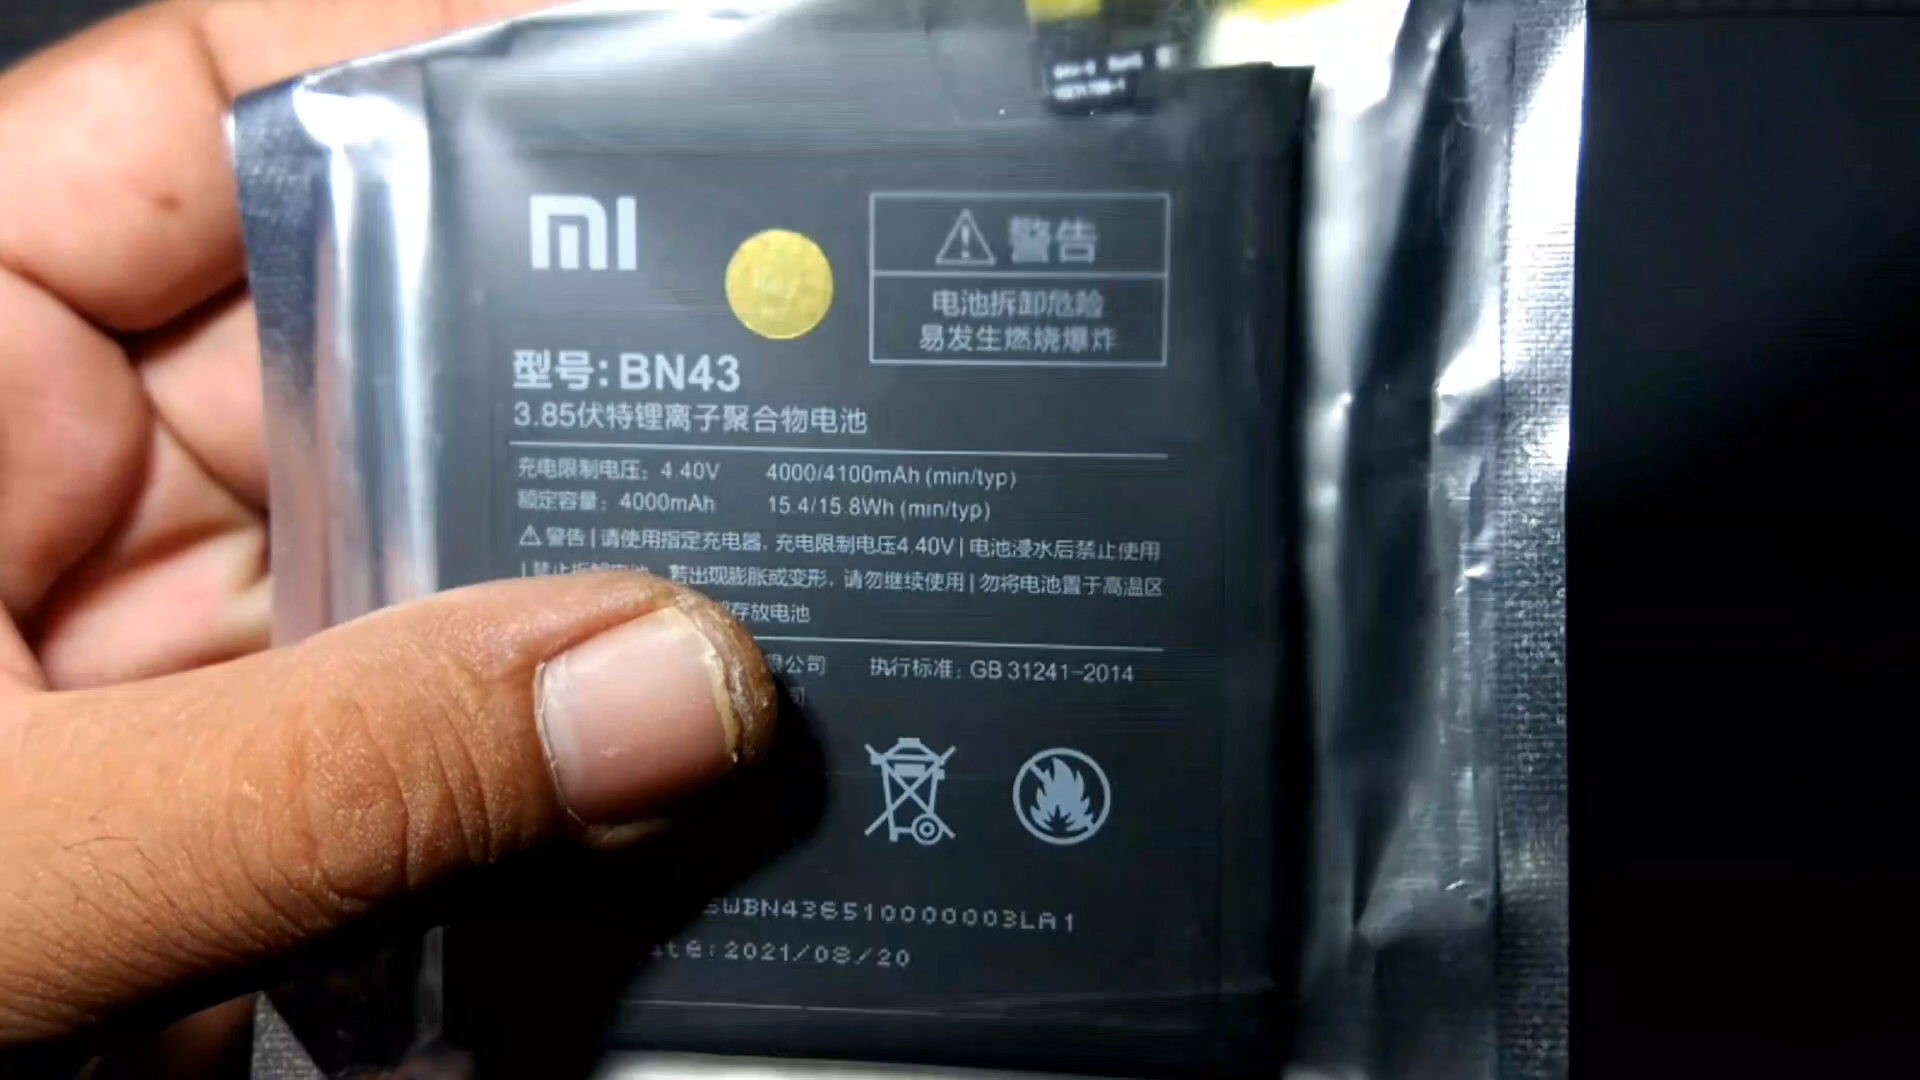 MI
警告
电池拆卸危险
易发生燃烧爆炸
型号: BN43
3.85伏特锂离子聚合物电池
充电限制电压: 4.40V 4000/4100mAh (min/typ)
额定容量: 4000mAh 15.4/15.8Wh (min/typ)
警告 | 请使用指定充电器, 充电限制电压4.40V | 电池浸水后禁止使用
若出现膨胀或变形, 请勿继续使用 | 勿将电池置于高温区
存放电池
限公司 执行标准: GB 31241-2014
司
WBN436510000003LA1
ate:2021/08/20